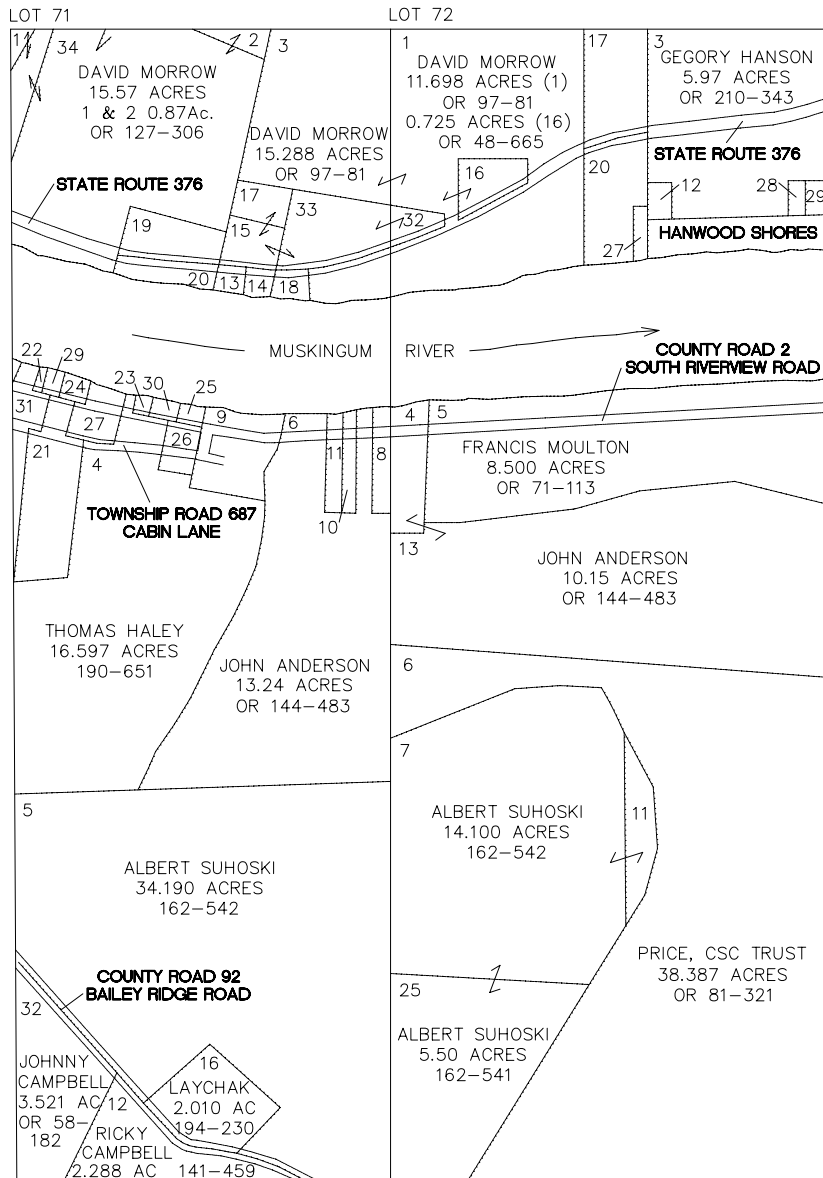 LOT 71
LOT 72
1
34
2
3
1
17
3
DAVID MORROW
15.57 ACRES
1 & 2 0.87Ac.
OR 127-306
DAVID MORROW
15.288 ACRES
OR 97-81
DAVID MORROW
11.698 ACRES (1)
OR 97-81
0.725 ACRES (16)
OR 48-665
GEGORY HANSON
5.97 ACRES
OR 210-343
STATE ROUTE 376
STATE ROUTE 376
17
33
16
20
12
28
29
19
15
32
27
HANWOOD SHORES
20
13
14
18
MUSKINGUM RIVER
COUNTY ROAD 2
SOUTH RIVERVIEW ROAD
22
29
24
23
30
25
31
27
9
6
4
5
26
21
4
11
8
10
13
TOWNSHIP ROAD 687
CABIN LANE
FRANCIS MOULTON
8.500 ACRES
OR 71-113
JOHN ANDERSON
10.15 ACRES
OR 144-483
THOMAS HALEY
16.597 ACRES
190-651
JOHN ANDERSON
13.24 ACRES
OR 144-483
6
7
5
11
ALBERT SUHOSKI
14.100 ACRES
162-542
ALBERT SUHOSKI
34.190 ACRES
162-542
PRICE, CSC TRUST
38.387 ACRES
OR 81-321
COUNTY ROAD 92
BAILEY RIDGE ROAD
25
32
ALBERT SUHOSKI
5.50 ACRES
162-541
JOHNNY
CAMPBELL
3.521 AC
OR 58-
182
12
16
LAYCHAK
2.010 AC
194-230
RICKY
CAMPBELL
2.288 AC
141-459